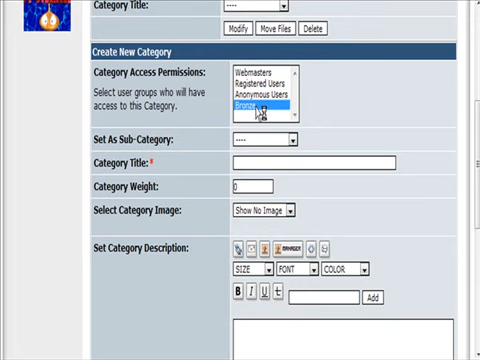 Category Title: ----
Modify Move Files Delete
Create New Category
Category Access Permissions:
Select user groups who will have
access to this Category.
Webmasters
Registered Users
Anonymous Users
Bronze
Set As Sub-Category: ----
Category Title:*
Category Weight: 0
Select Category Image: Show No Image
Set Category Description:
MANAGER
SIZE FONT COLOR
B I U t Add